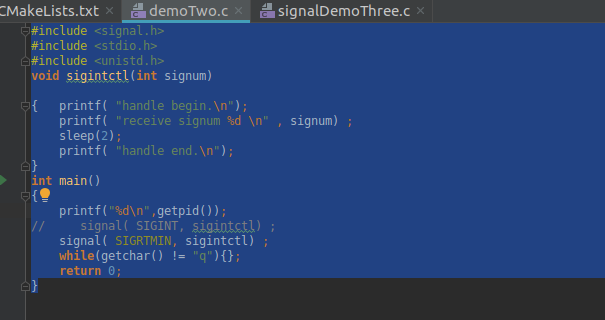 CMakeLists.txt × demoTwo.c × signalDemoThree.c ×
#include <signal.h>
#include <stdio.h>
#include <unistd.h>
void sigintctl(int signum)
{   printf( "handle begin.\n");
    printf( "receive signum %d \n" , signum) ;
    sleep(2);
    printf( "handle end.\n");
}
int main()
{
    printf("%d\n",getpid());
//     signal( SIGINT, sigintctl) ;
    signal( SIGRTMIN, sigintctl) ;
    while(getchar() != "q"){};
    return 0;
}